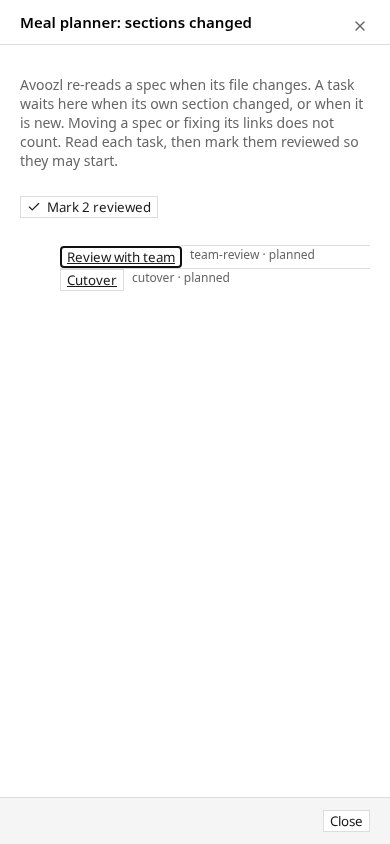 Meal planner: sections changed
Avoozl re-reads a spec when its file changes. A task
waits here when its own section changed, or when it
is new. Moving a spec or fixing its links does not
count. Read each task, then mark them reviewed so
they may start.
Mark 2 reviewed
Review with team team-review · planned
Cutover cutover · planned
Close